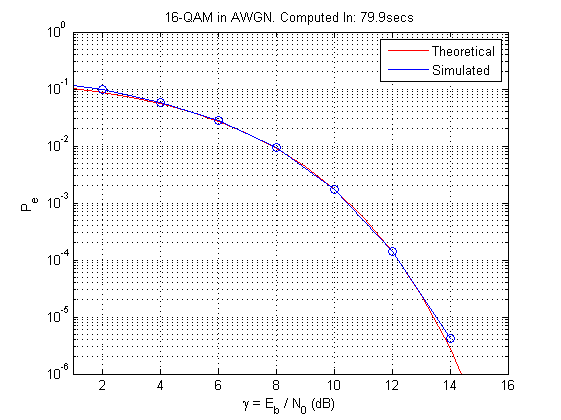 16-QAM in AWGN. Computed In: 79.9secs
10^0
Theoretical
Simulated
10^-1
10^-2
P_e
10^-3
10^-4
10^-5
10^-6
2 4 6 8 10 12 14 16
γ = E_b / N_0 (dB)